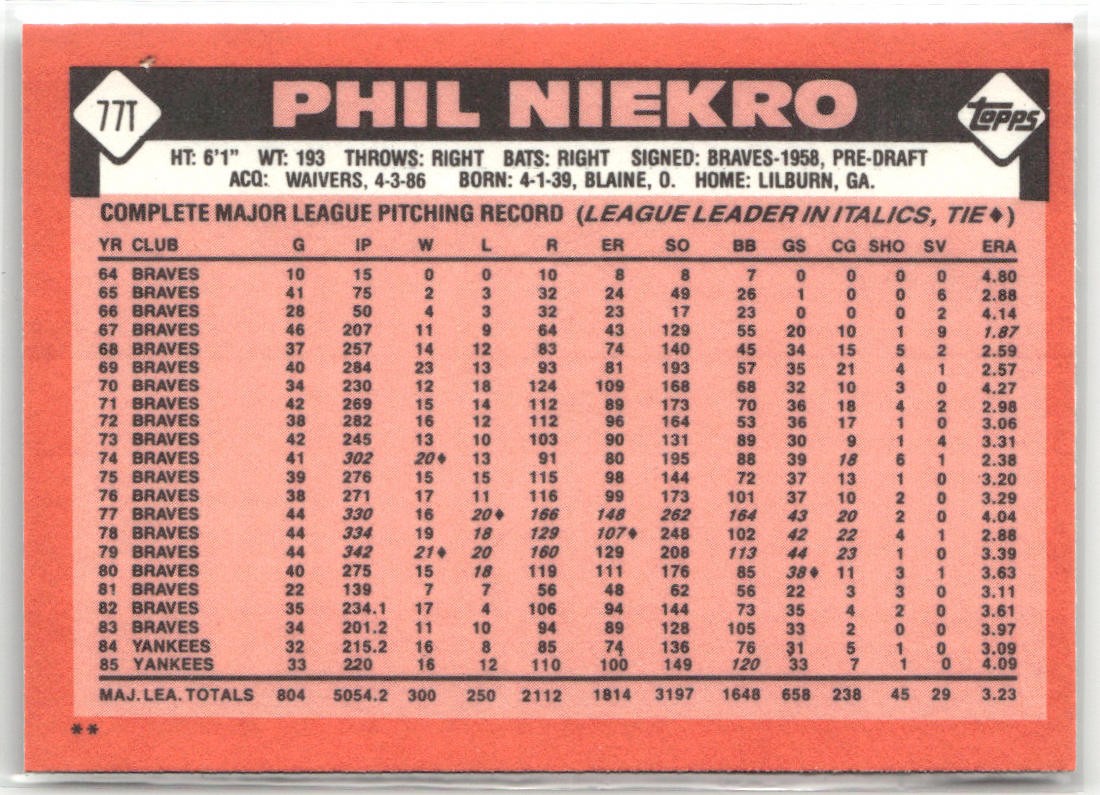 77T
PHIL NIEKRO
topps
HT: 6'1" WT: 193 THROWS: RIGHT BATS: RIGHT SIGNED: BRAVES-1958, PRE-DRAFT
ACQ: WAIVERS, 4-3-86 BORN: 4-1-39, BLAINE, O. HOME: LILBURN, GA.
COMPLETE MAJOR LEAGUE PITCHING RECORD (LEAGUE LEADER IN ITALICS, TIE♦)
YR CLUB G IP W L R ER SO BB GS CG SHO SV ERA
64 BRAVES 10 15 0 0 10 8 8 7 0 0 0 0 4.80
65 BRAVES 41 75 2 3 32 24 49 26 1 0 0 6 2.88
66 BRAVES 28 50 4 3 32 23 17 23 0 0 0 2 4.14
67 BRAVES 46 207 11 9 64 43 129 55 20 10 1 9 1.87
68 BRAVES 37 257 14 12 83 74 140 45 34 15 5 2 2.59
69 BRAVES 40 284 23 13 93 81 193 57 35 21 4 1 2.57
70 BRAVES 34 230 12 18 124 109 168 68 32 10 3 0 4.27
71 BRAVES 42 269 15 14 112 89 173 70 36 18 4 2 2.98
72 BRAVES 38 282 16 12 112 96 164 53 36 17 1 0 3.06
73 BRAVES 42 245 13 10 103 90 131 89 30 9 1 4 3.31
74 BRAVES 41 302 20♦ 13 91 80 195 88 39 18 6 1 2.38
75 BRAVES 39 276 15 15 115 98 144 72 37 13 1 0 3.20
76 BRAVES 38 271 17 11 116 99 173 101 37 10 2 0 3.29
77 BRAVES 44 330 16 20♦ 166 148 262 164 43 20 2 0 4.04
78 BRAVES 44 334 19 18 129 107♦ 248 102 42 22 4 1 2.88
79 BRAVES 44 342 21♦ 20 160 129 208 113 44 23 1 0 3.39
80 BRAVES 40 275 15 18 119 111 176 85 38♦ 11 3 1 3.63
81 BRAVES 22 139 7 7 56 48 62 56 22 3 3 0 3.11
82 BRAVES 35 234.1 17 4 106 94 144 73 35 4 2 0 3.61
83 BRAVES 34 201.2 11 10 94 89 128 105 33 2 0 0 3.97
84 YANKEES 32 215.2 16 8 85 74 136 76 31 5 1 0 3.09
85 YANKEES 33 220 16 12 110 100 149 120 33 7 1 0 4.09
MAJ. LEA. TOTALS 804 5054.2 300 250 2112 1814 3197 1648 658 238 45 29 3.23
**